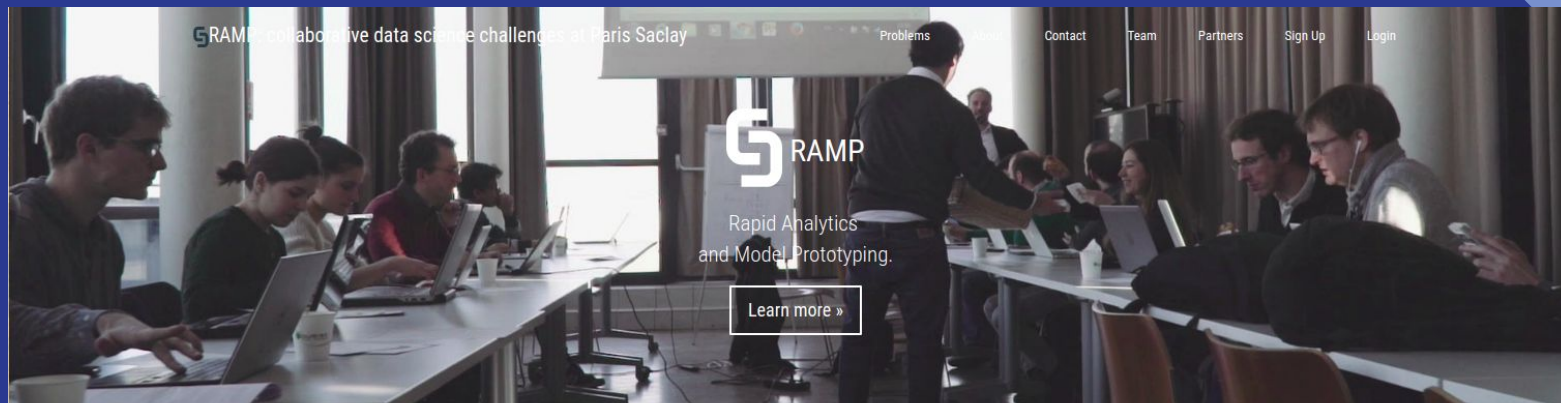 RAMP: collaborative data science challenges at Paris Saclay
Problems
About
Contact
Team
Partners
Sign Up
Login
RAMP
Rapid Analytics
and Model Prototyping.
Learn more »